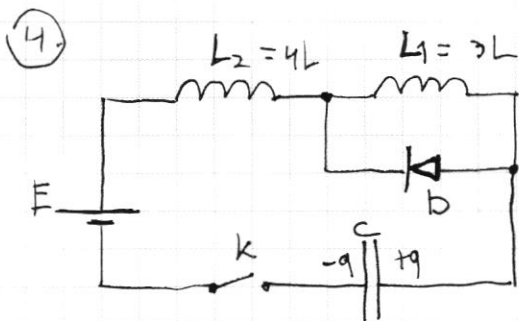 4.
L₂ = 4L
L₁ = 3L
E
D
K
-q
C
+q